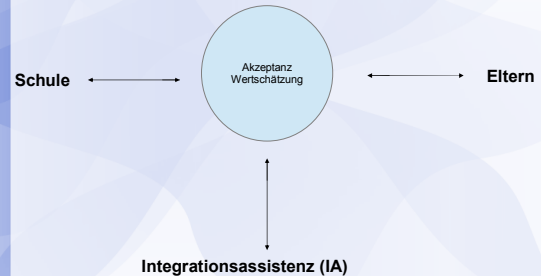 Akzeptanz
Wertschätzung
Schule
Eltern
Integrationsassistenz (IA)